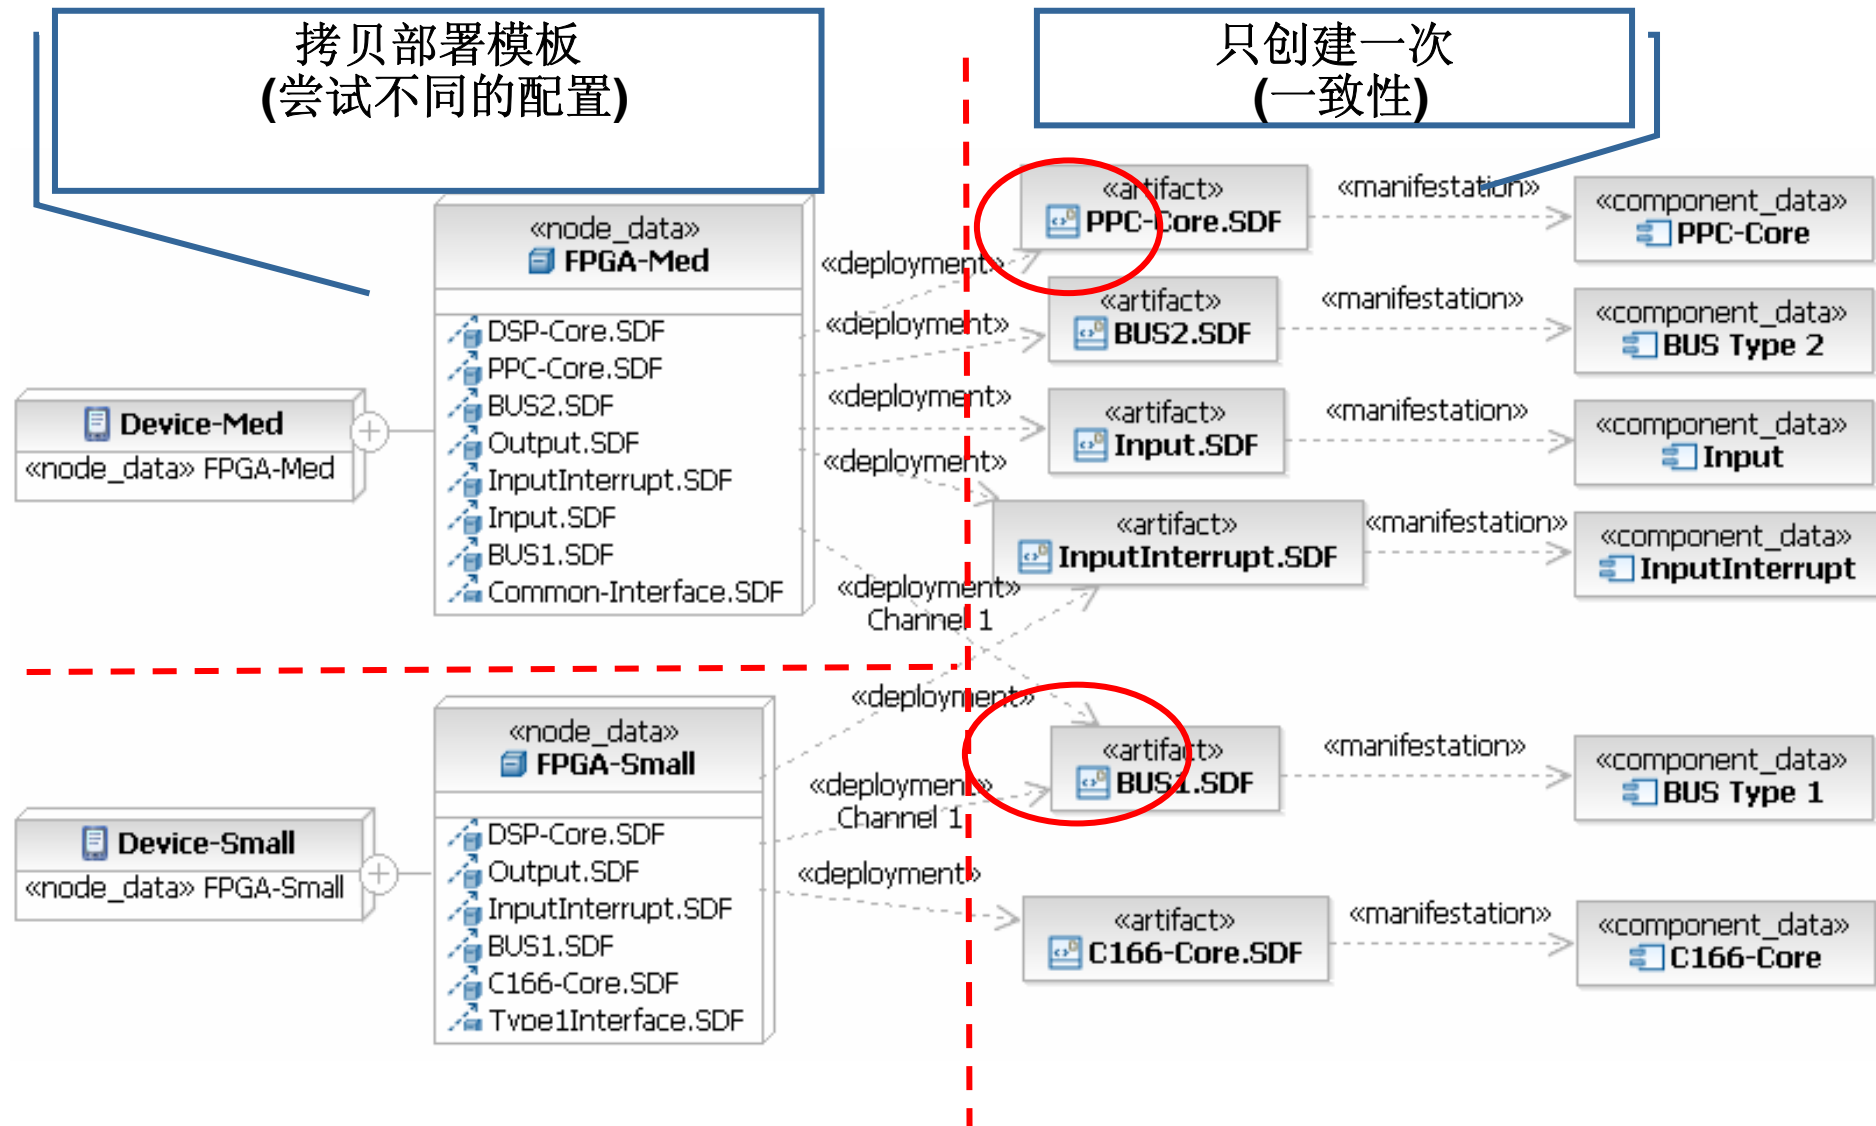 拷贝部署模板
(尝试不同的配置)
只创建一次
(一致性)
«node_data»
FPGA-Med
DSP-Core.SDF
PPC-Core.SDF
BUS2.SDF
Output.SDF
InputInterrupt.SDF
Input.SDF
BUS1.SDF
Common-Interface.SDF
Device-Med
«node_data» FPGA-Med
«deployment»
«deployment»
«deployment»
«deployment»
«deployment»
Channel 1
«artifact»
PPC-Core.SDF
«manifestation»
«component_data»
PPC-Core
«artifact»
BUS2.SDF
«manifestation»
«component_data»
BUS Type 2
«artifact»
Input.SDF
«manifestation»
«component_data»
Input
«artifact»
InputInterrupt.SDF
«manifestation»
«component_data»
InputInterrupt
«node_data»
FPGA-Small
DSP-Core.SDF
Output.SDF
InputInterrupt.SDF
BUS1.SDF
C166-Core.SDF
Type1Interface.SDF
Device-Small
«node_data» FPGA-Small
«deployment»
«deployment»
Channel 1
«deployment»
«artifact»
BUS1.SDF
«manifestation»
«component_data»
BUS Type 1
«artifact»
C166-Core.SDF
«manifestation»
«component_data»
C166-Core